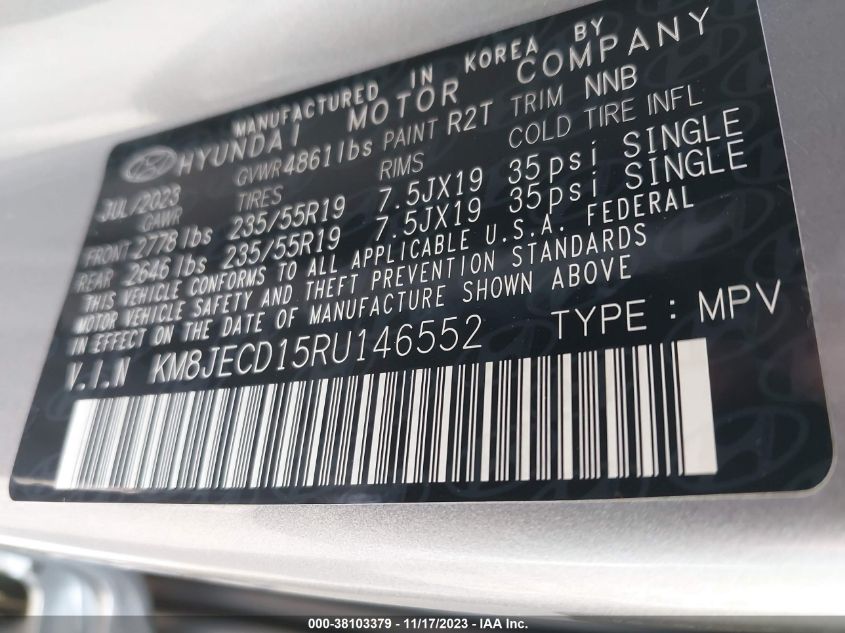 MANUFACTURED IN KOREA BY
HYUNDAI MOTOR COMPANY
JUL/2023 GVWR 4861lbs PAINT R2T TRIM NNB
GAWR TIRES RIMS COLD TIRE INFL
FRONT 2778 lbs 235/55R19 7.5JX19 35psi SINGLE
REAR 2646 lbs 235/55R19 7.5JX19 35psi SINGLE
THIS VEHICLE CONFORMS TO ALL APPLICABLE U.S.A. FEDERAL
MOTOR VEHICLE SAFETY AND THEFT PREVENTION STANDARDS
IN EFFECT ON THE DATE OF MANUFACTURE SHOWN ABOVE
V.I.N KM8JECD15RU146552 TYPE : MPV
000-38103379 - 11/17/2023 - IAA Inc.